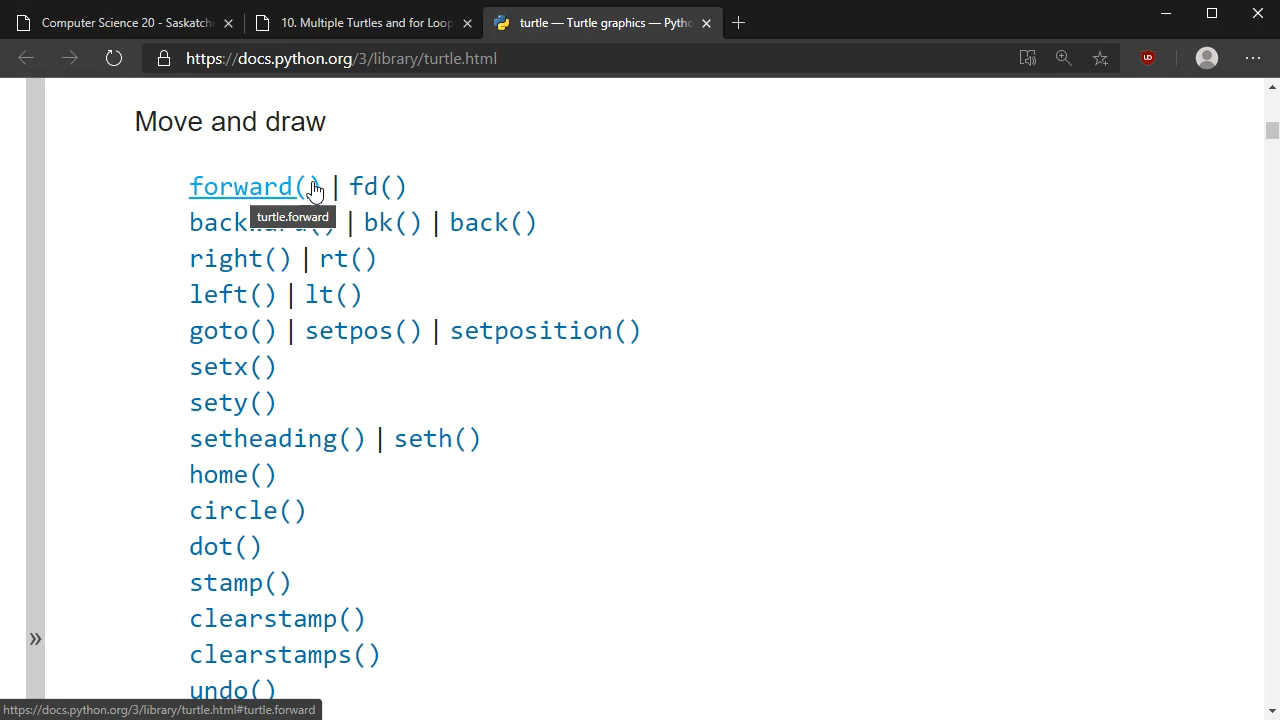 Computer Science 20 - Saskatch
10. Multiple Turtles and for Loop
turtle — Turtle graphics — Pytho
https://docs.python.org/3/library/turtle.html
Move and draw
forward() | fd()
backward() | bk() | back()
turtle.forward
right() | rt()
left() | lt()
goto() | setpos() | setposition()
setx()
sety()
setheading() | seth()
home()
circle()
dot()
stamp()
clearstamp()
clearstamps()
undo()
»
https://docs.python.org/3/library/turtle.html#turtle.forward